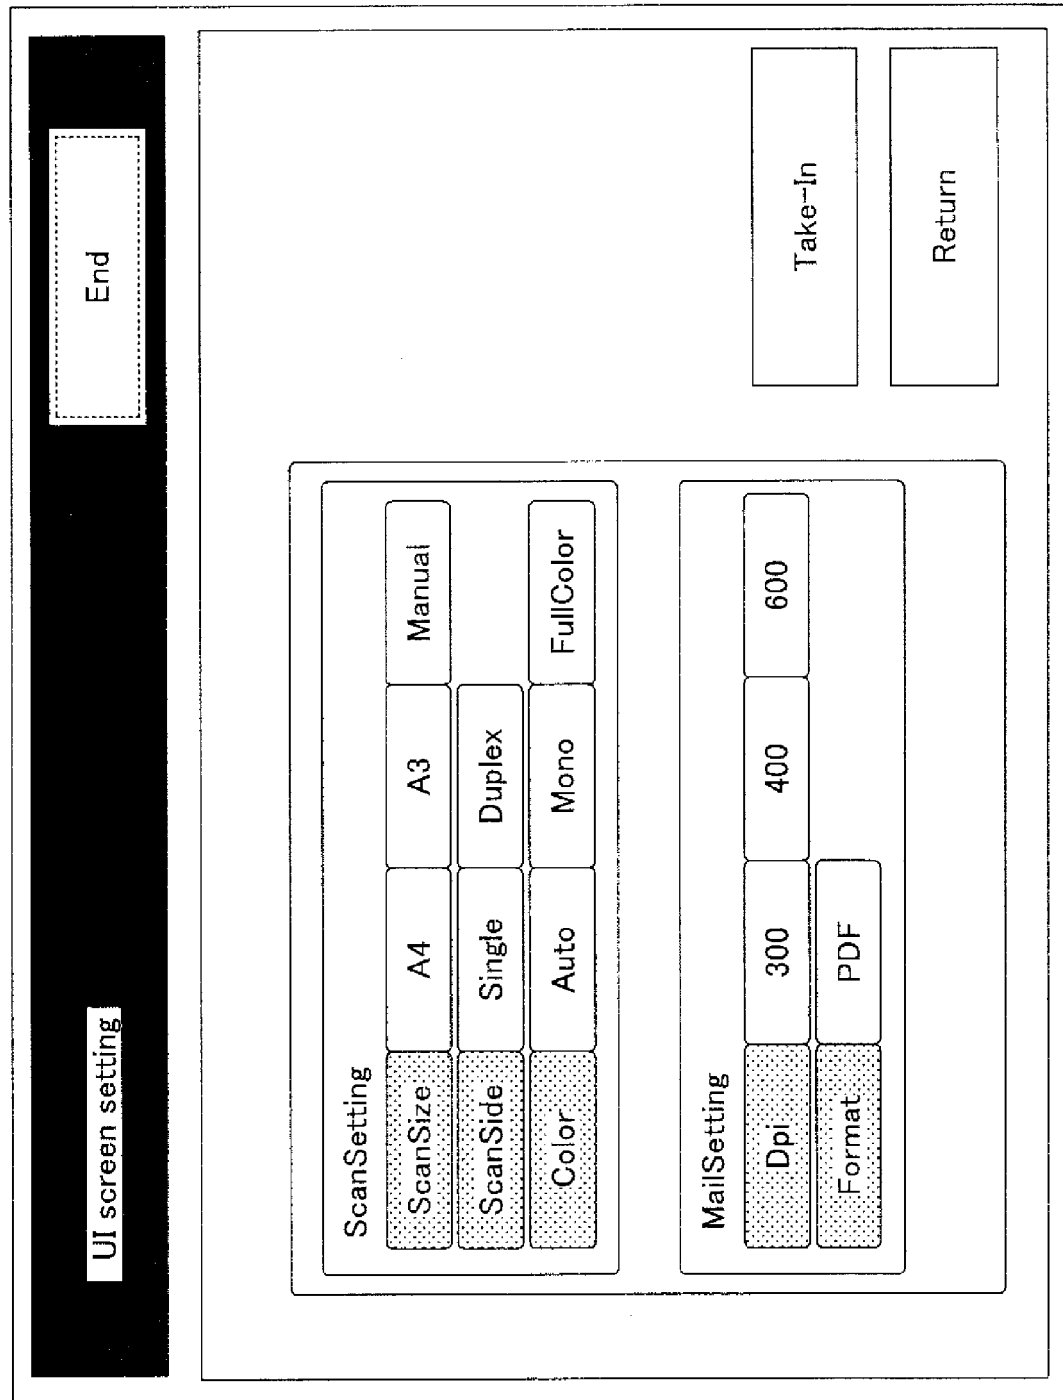 UI screen setting
End
ScanSetting
ScanSize A4 A3 Manual
ScanSide Single Duplex
Color Auto Mono FullColor
MailSetting
Dpi 300 400 600
Format PDF
Take-In
Return